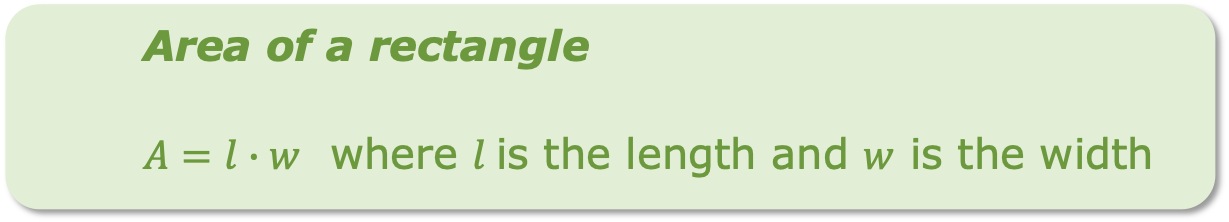 Area of a rectangle
A = l · w where l is the length and w is the width